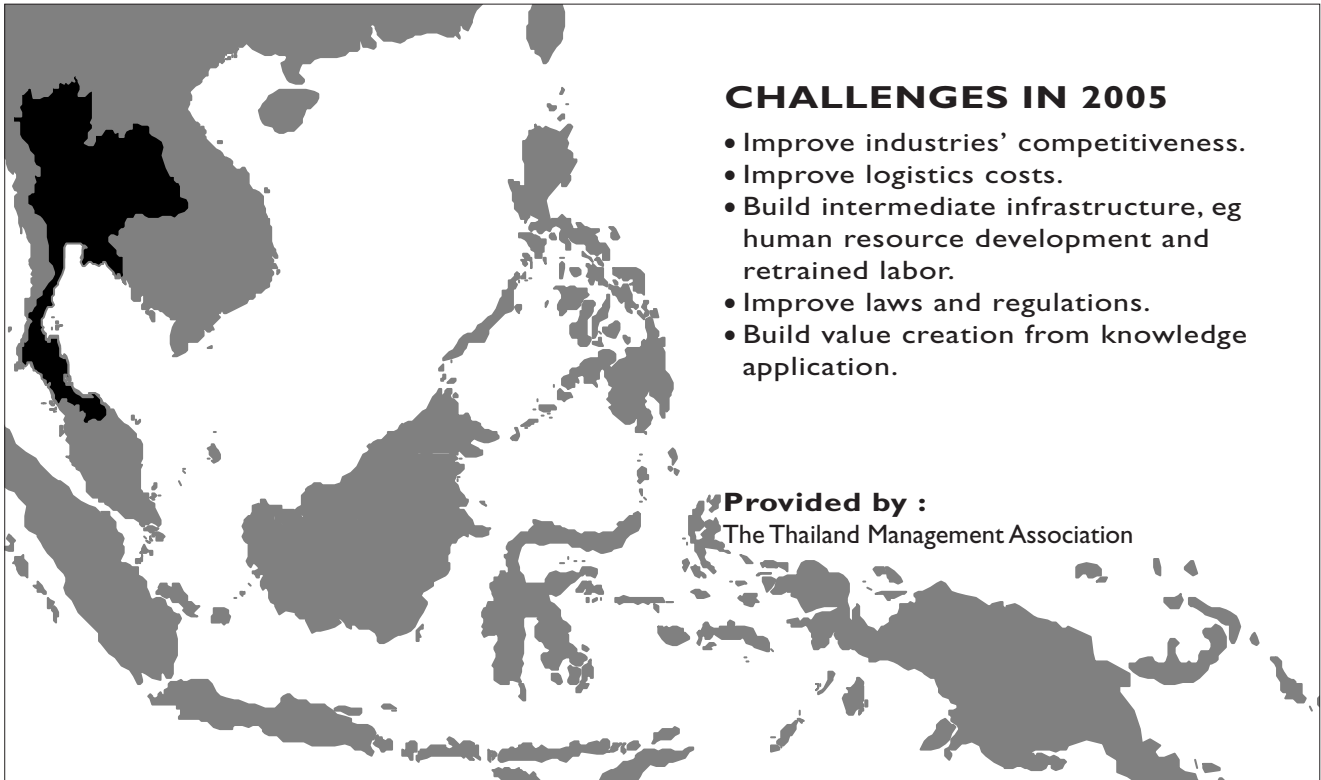 CHALLENGES IN 2005
• Improve industries’ competitiveness.
• Improve logistics costs.
• Build intermediate infrastructure, eg
human resource development and
retrained labor.
• Improve laws and regulations.
• Build value creation from knowledge
application.
Provided by :
The Thailand Management Association